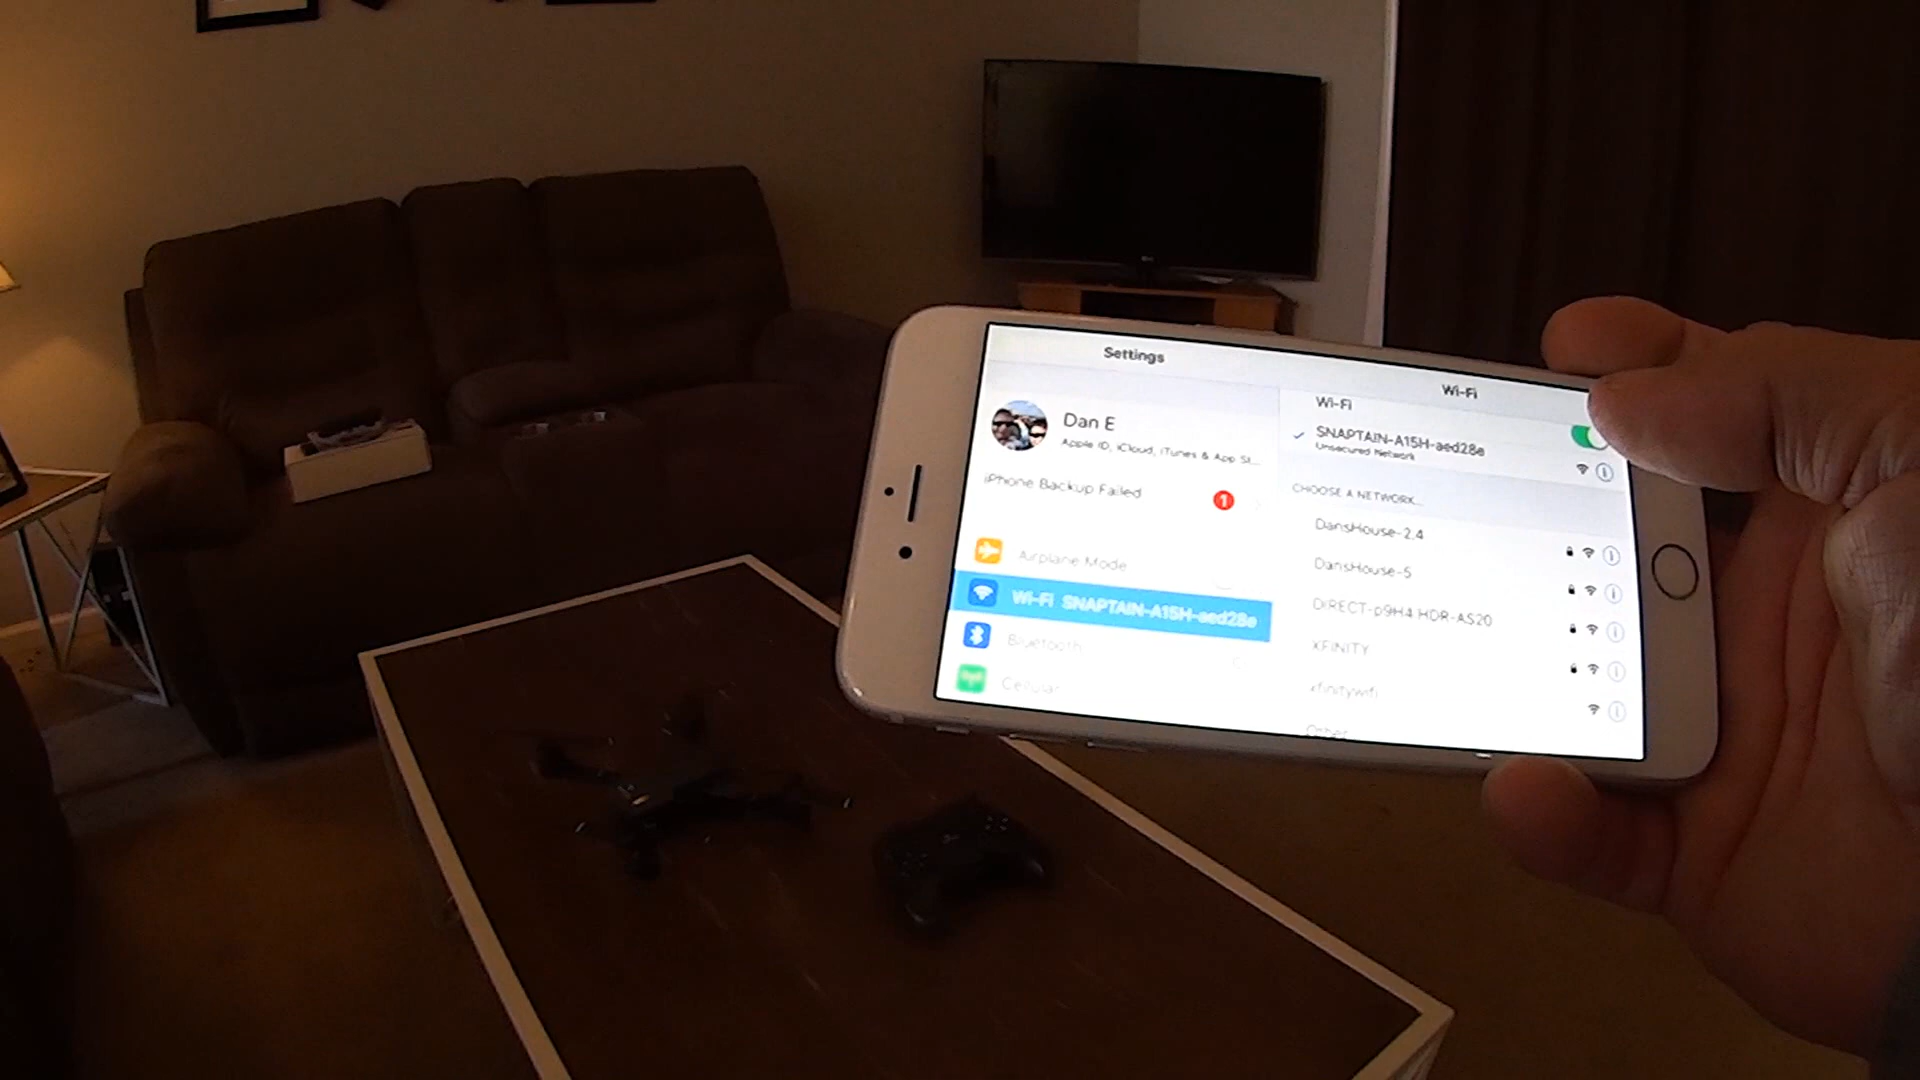 Settings
Dan E
Apple ID, iCloud, iTunes & App St...
iPhone Backup Failed
1
Airplane Mode
Wi-Fi SNAPTAIN-A15H-aed28e
Bluetooth
Cellular
Wi-Fi
Wi-Fi
SNAPTAIN-A15H-aed28e
Unsecured Network
CHOOSE A NETWORK...
DansHouse-2.4
DansHouse-5
DIRECT-p9H4:HDR-AS20
XFINITY
xfinitywifi
Other...